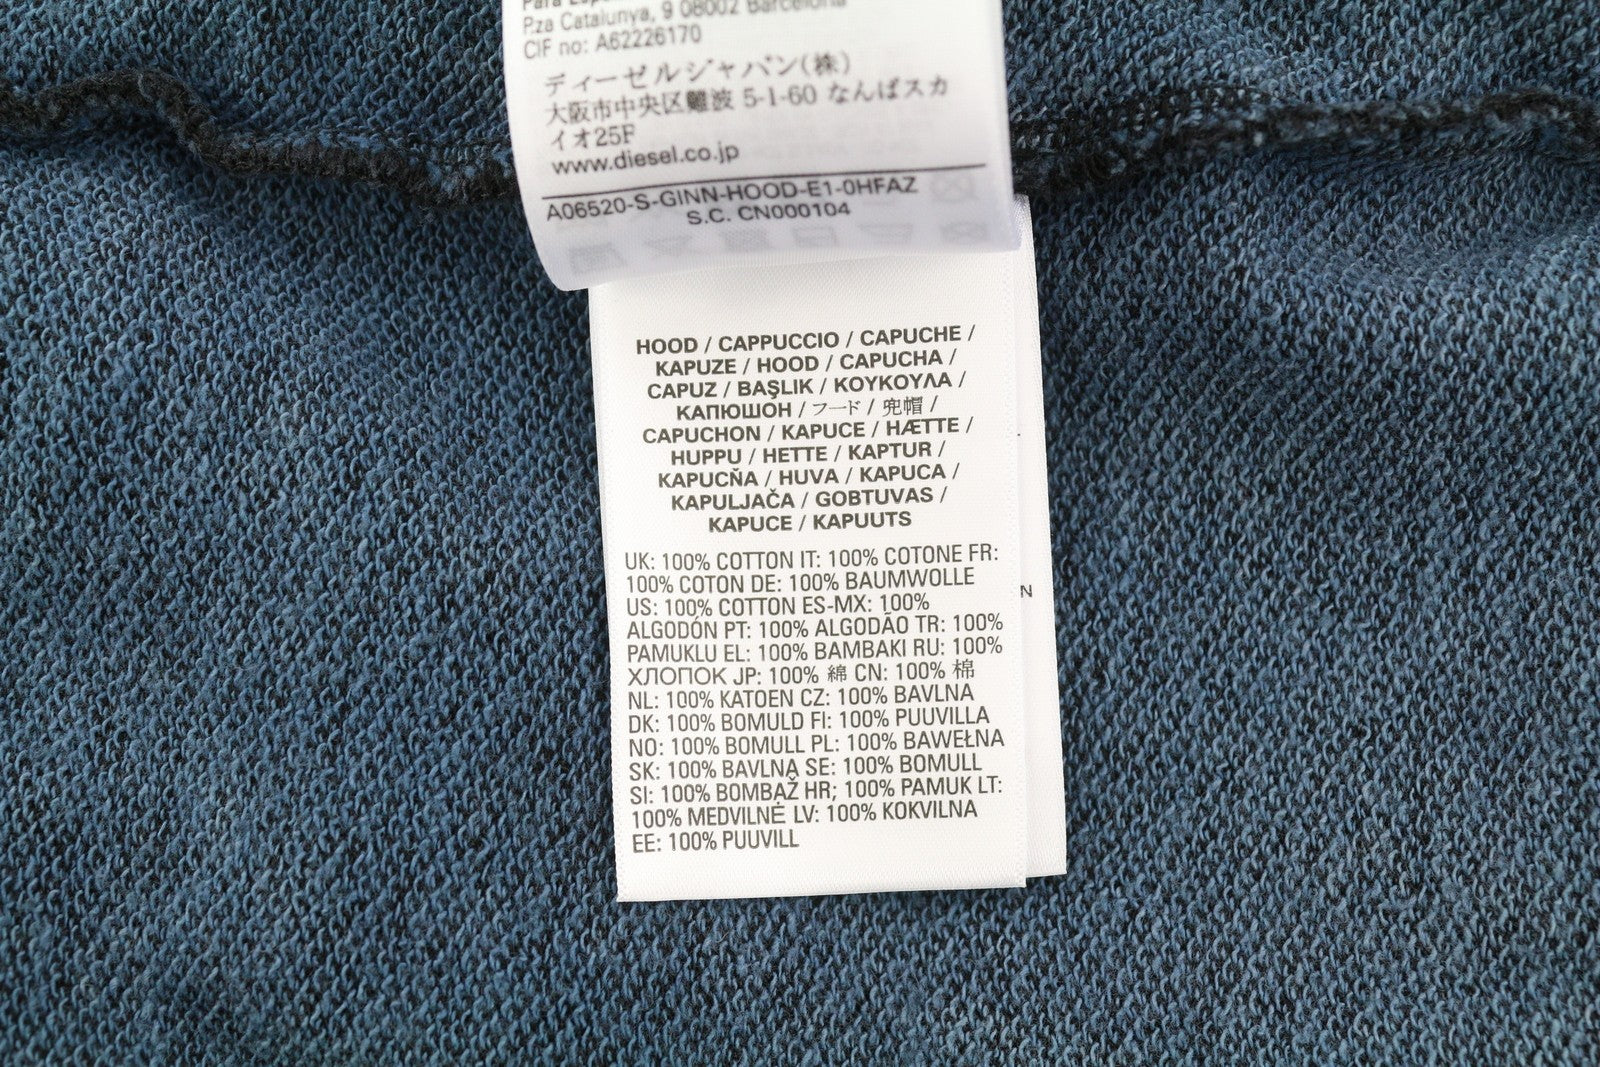 Pza Catalunya, 9 08002 Barcelona
CIF no: A62226170
ディーゼルジャパン(株)
大阪市中央区難波 5-1-60 なんばスカ
イオ25F
www.diesel.co.jp
A06520-S-GINN-HOOD-E1-0HFAZ
S.C. CN000104
HOOD / CAPPUCCIO / CAPUCHE /
KAPUZE / HOOD / CAPUCHA /
CAPUZ / BAŞLIK / ΚΟΥΚΟΥΛΑ /
КАПЮШОН / フード / 兜帽 /
CAPUCHON / KAPUCE / HÆTTE /
HUPPU / HETTE / KAPTUR /
KAPUCŇA / HUVA / KAPUCA /
KAPULJAČA / GOBTUVAS /
KAPUCE / KAPUUTS
UK: 100% COTTON IT: 100% COTONE FR:
100% COTON DE: 100% BAUMWOLLE
US: 100% COTTON ES-MX: 100%
ALGODÓN PT: 100% ALGODÃO TR: 100%
PAMUKLU EL: 100% ΒΑΜΒΑΚΙ RU: 100%
ХЛОПОК JP: 100% 綿 CN: 100% 棉
NL: 100% KATOEN CZ: 100% BAVLNA
DK: 100% BOMULD FI: 100% PUUVILLA
NO: 100% BOMULL PL: 100% BAWEŁNA
SK: 100% BAVLNA SE: 100% BOMULL
SI: 100% BOMBAŽ HR; 100% PAMUK LT:
100% MEDVILNĖ LV: 100% KOKVILNA
EE: 100% PUUVILL
N